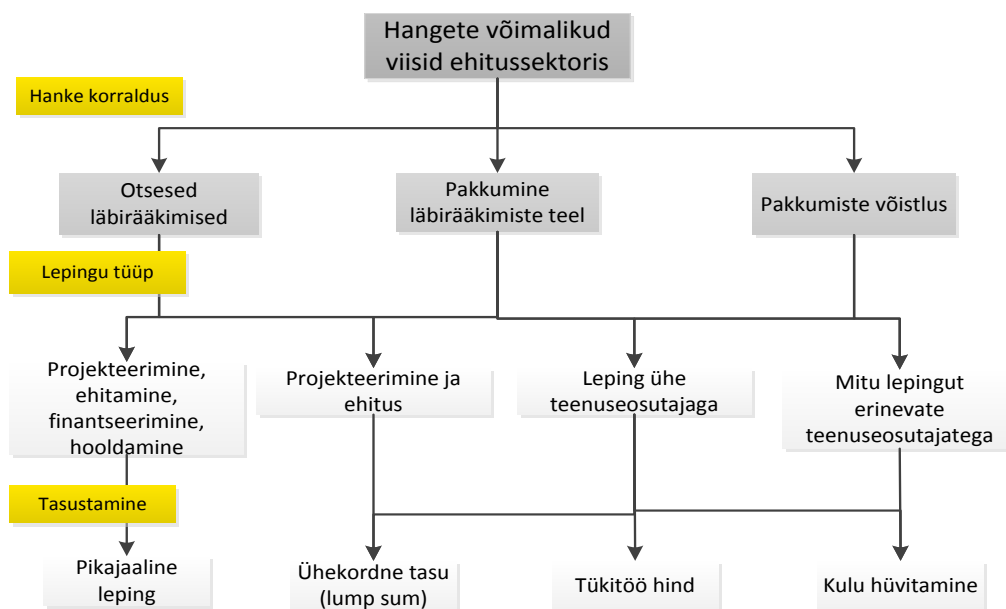 Hangete võimalikud
viisid ehitussektoris
Hanke korraldus
Otsesed
läbirääkimised
Pakkumine
läbirääkimiste teel
Pakkumiste võistlus
Lepingu tüüp
Projekteerimine,
ehitamine,
finantseerimine,
hooldamine
Projekteerimine ja
ehitus
Leping ühe
teenuseosutajaga
Mitu lepingut
erinevate
teenuseosutajatega
Tasustamine
Pikajaaline
leping
Ühekordne tasu
(lump sum)
Tükitöö hind
Kulu hüvitamine